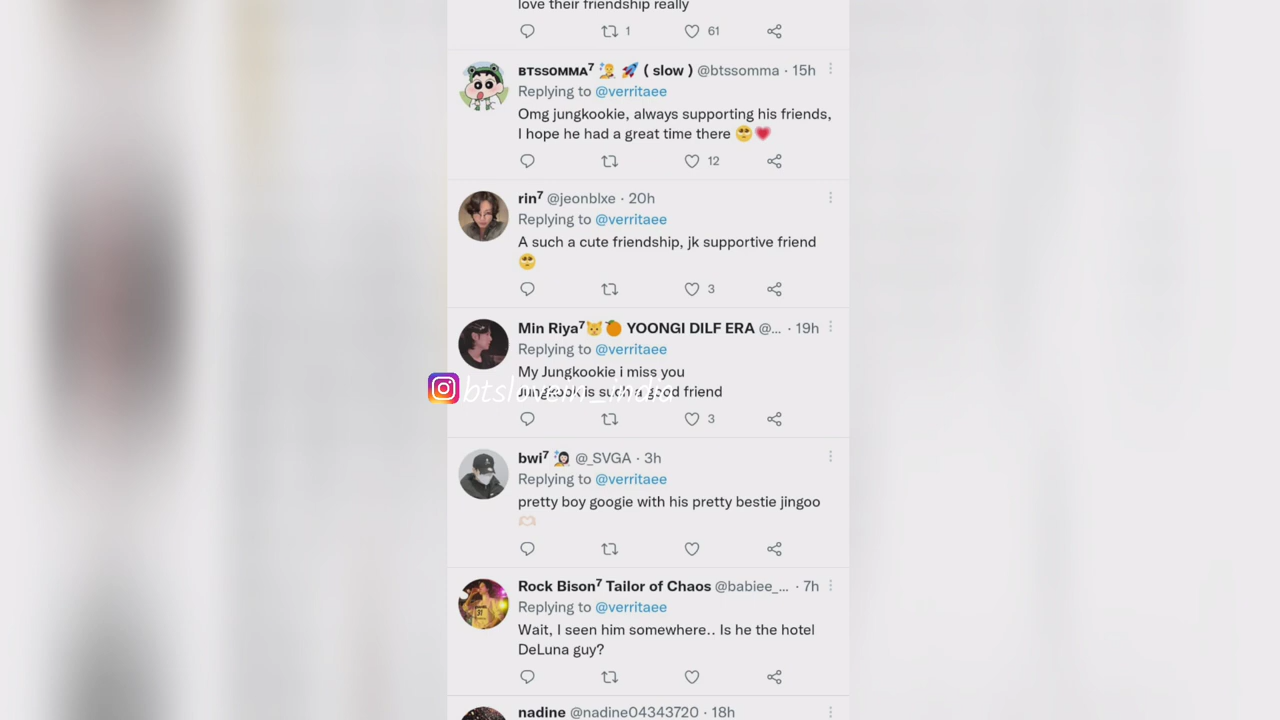 love their friendship really
1 61
BTSSOMMA⁷ 🚀 ( slow ) @btssomma · 15h
Replying to @verritaee
Omg jungkookie, always supporting his friends,
I hope he had a great time there 🥺💗
12
rin⁷ @jeonblxe · 20h
Replying to @verritaee
A such a cute friendship, jk supportive friend
🥺
3
Min Riya⁷🐱🍊 YOONGI DILF ERA @... · 19h
Replying to @verritaee
My Jungkookie i miss you
Jungkook is such a good friend
btslovem_india
3
bwi⁷ @_SVGA · 3h
Replying to @verritaee
pretty boy googie with his pretty bestie jingoo
🫶🏻
Rock Bison⁷ Tailor of Chaos @babiee_... · 7h
Replying to @verritaee
Wait, I seen him somewhere.. Is he the hotel
DeLuna guy?
nadine @nadine04343720 · 18h